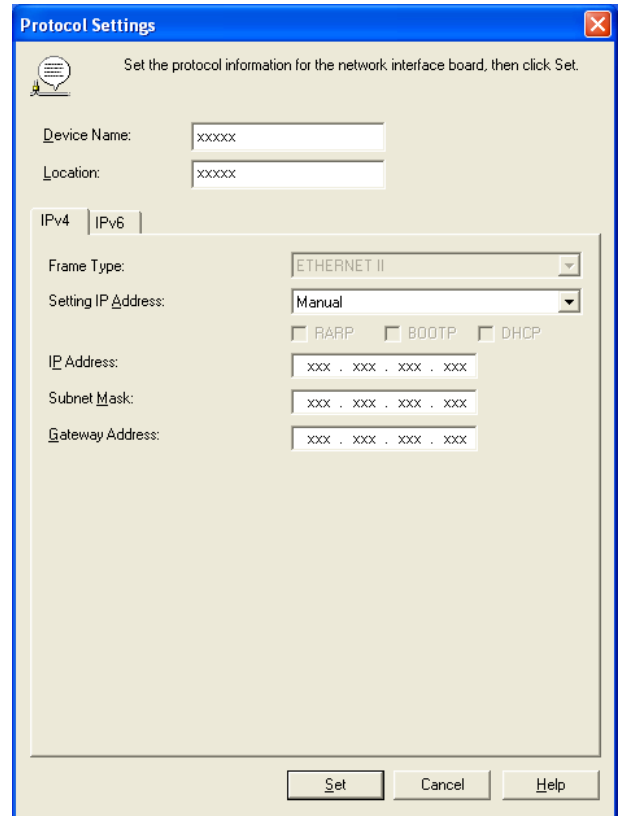 Protocol Settings
Set the protocol information for the network interface board, then click Set.
Device Name: xxxxx
Location: xxxxx
IPv4 IPv6
Frame Type: ETHERNET II
Setting IP Address: Manual
RARP BOOTP DHCP
IP Address: xxx . xxx . xxx . xxx
Subnet Mask: xxx . xxx . xxx . xxx
Gateway Address: xxx . xxx . xxx . xxx
Set Cancel Help